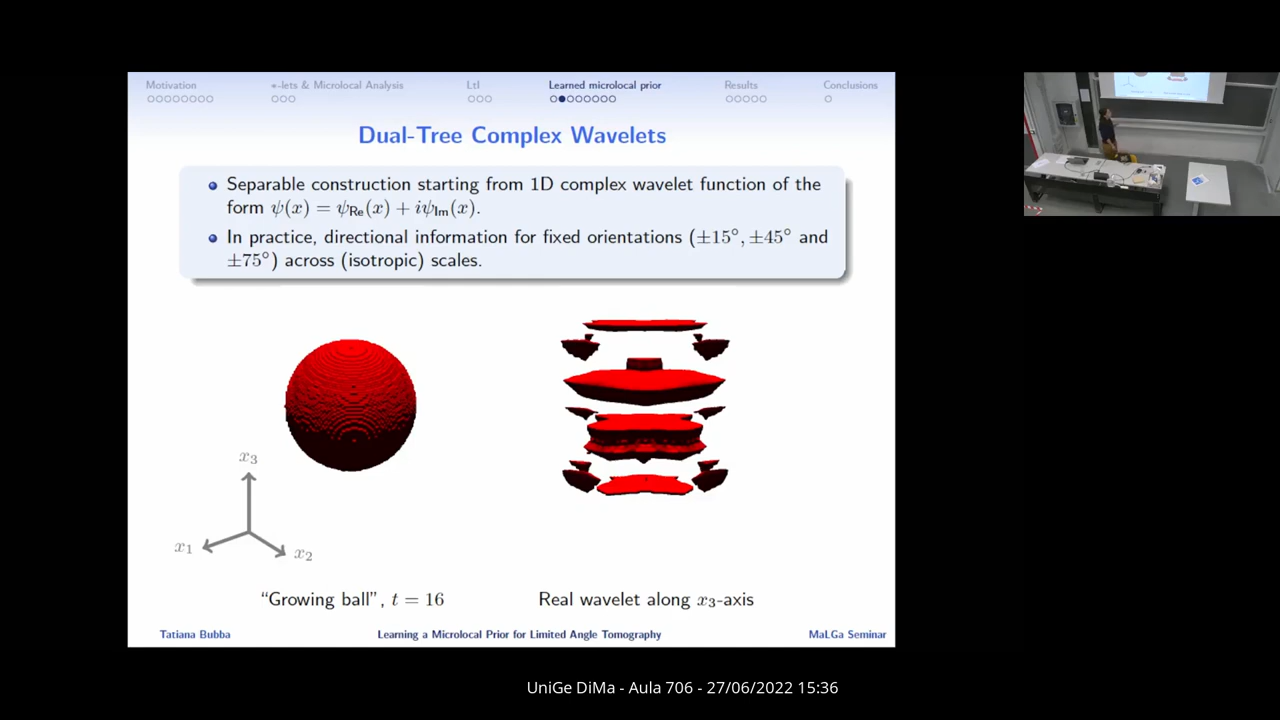 Motivation
∗-lets & Microlocal Analysis
LtI
Learned microlocal prior
Results
Conclusions
Dual-Tree Complex Wavelets
Separable construction starting from 1D complex wavelet function of the
form ψ(x) = ψRe(x) + iψIm(x).
In practice, directional information for fixed orientations (±15°, ±45° and
±75°) across (isotropic) scales.
x3
x1
x2
“Growing ball”, t = 16
Real wavelet along x3-axis
Tatiana Bubba
Learning a Microlocal Prior for Limited Angle Tomography
MaLGa Seminar
UniGe DiMa - Aula 706 - 27/06/2022 15:36